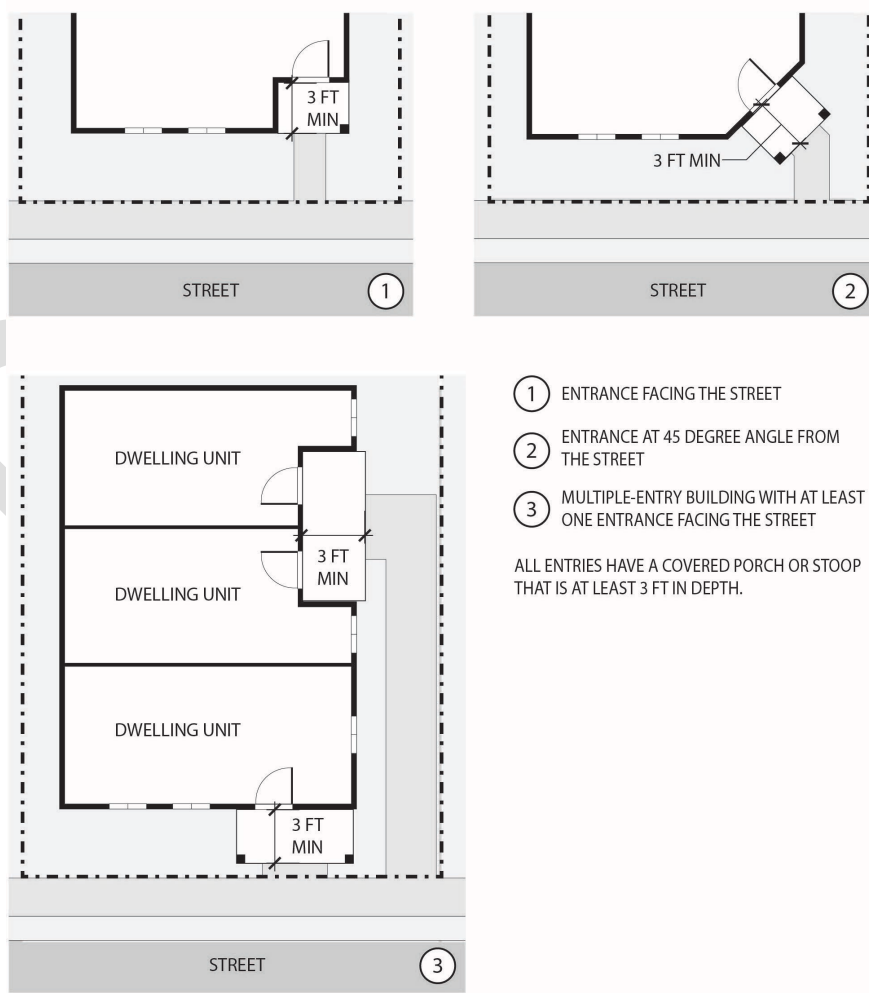 3 FT
MIN
STREET
1
3 FT MIN
STREET
2
DWELLING UNIT
3 FT
MIN
DWELLING UNIT
DWELLING UNIT
3 FT
MIN
STREET
3
1 ENTRANCE FACING THE STREET
2 ENTRANCE AT 45 DEGREE ANGLE FROM
THE STREET
3 MULTIPLE-ENTRY BUILDING WITH AT LEAST
ONE ENTRANCE FACING THE STREET
ALL ENTRIES HAVE A COVERED PORCH OR STOOP
THAT IS AT LEAST 3 FT IN DEPTH.